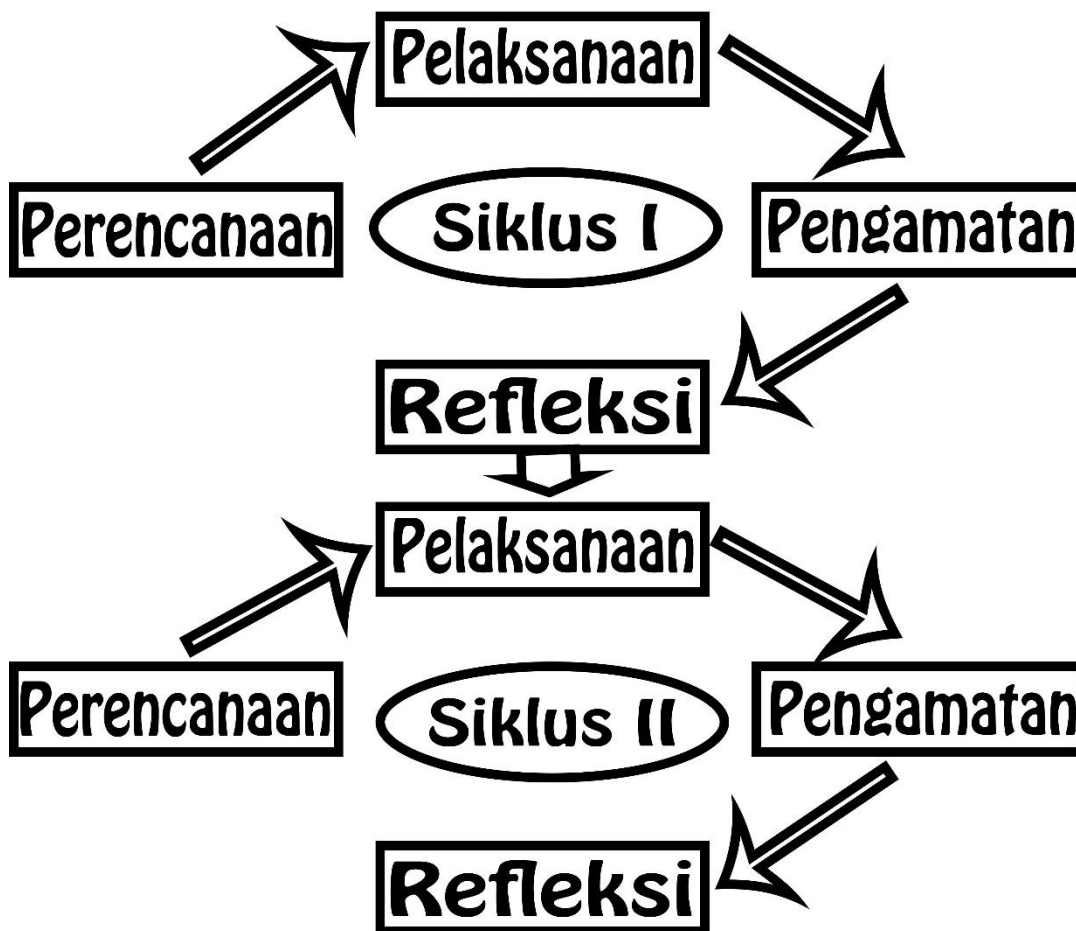 Pelaksanaan
Perencanaan
Siklus I
Pengamatan
Refleksi
Pelaksanaan
Perencanaan
Siklus II
Pengamatan
Refleksi